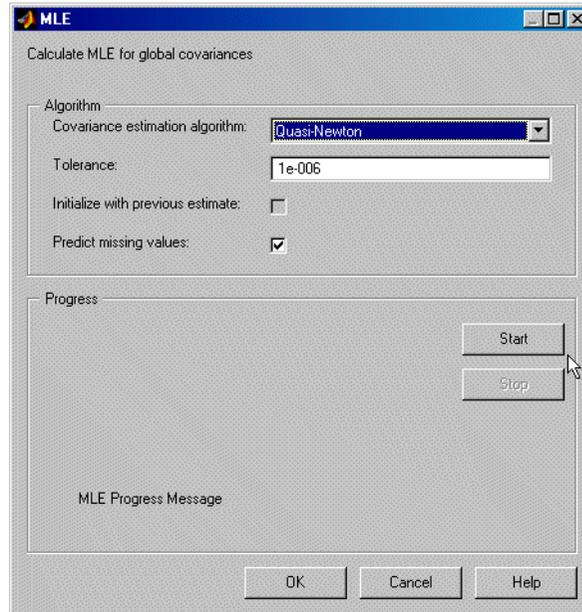 MLE
Calculate MLE for global covariances
Algorithm
Covariance estimation algorithm: Quasi-Newton
Tolerance: 1e-006
Initialize with previous estimate:
Predict missing values:
Progress
Start
Stop
MLE Progress Message
OK Cancel Help